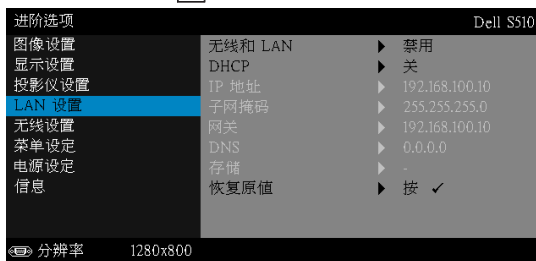 进阶选项 Dell S510
图像设置 无线和 LAN 禁用
显示设置 DHCP 关
投影仪设置 IP 地址 192.168.100.10
LAN 设置 子网掩码 255.255.255.0
无线设置 网关 192.168.100.10
菜单设定 DNS 0.0.0.0
电源设定 存储 -
信息 恢复原值 按 ✓
分辨率 1280x800